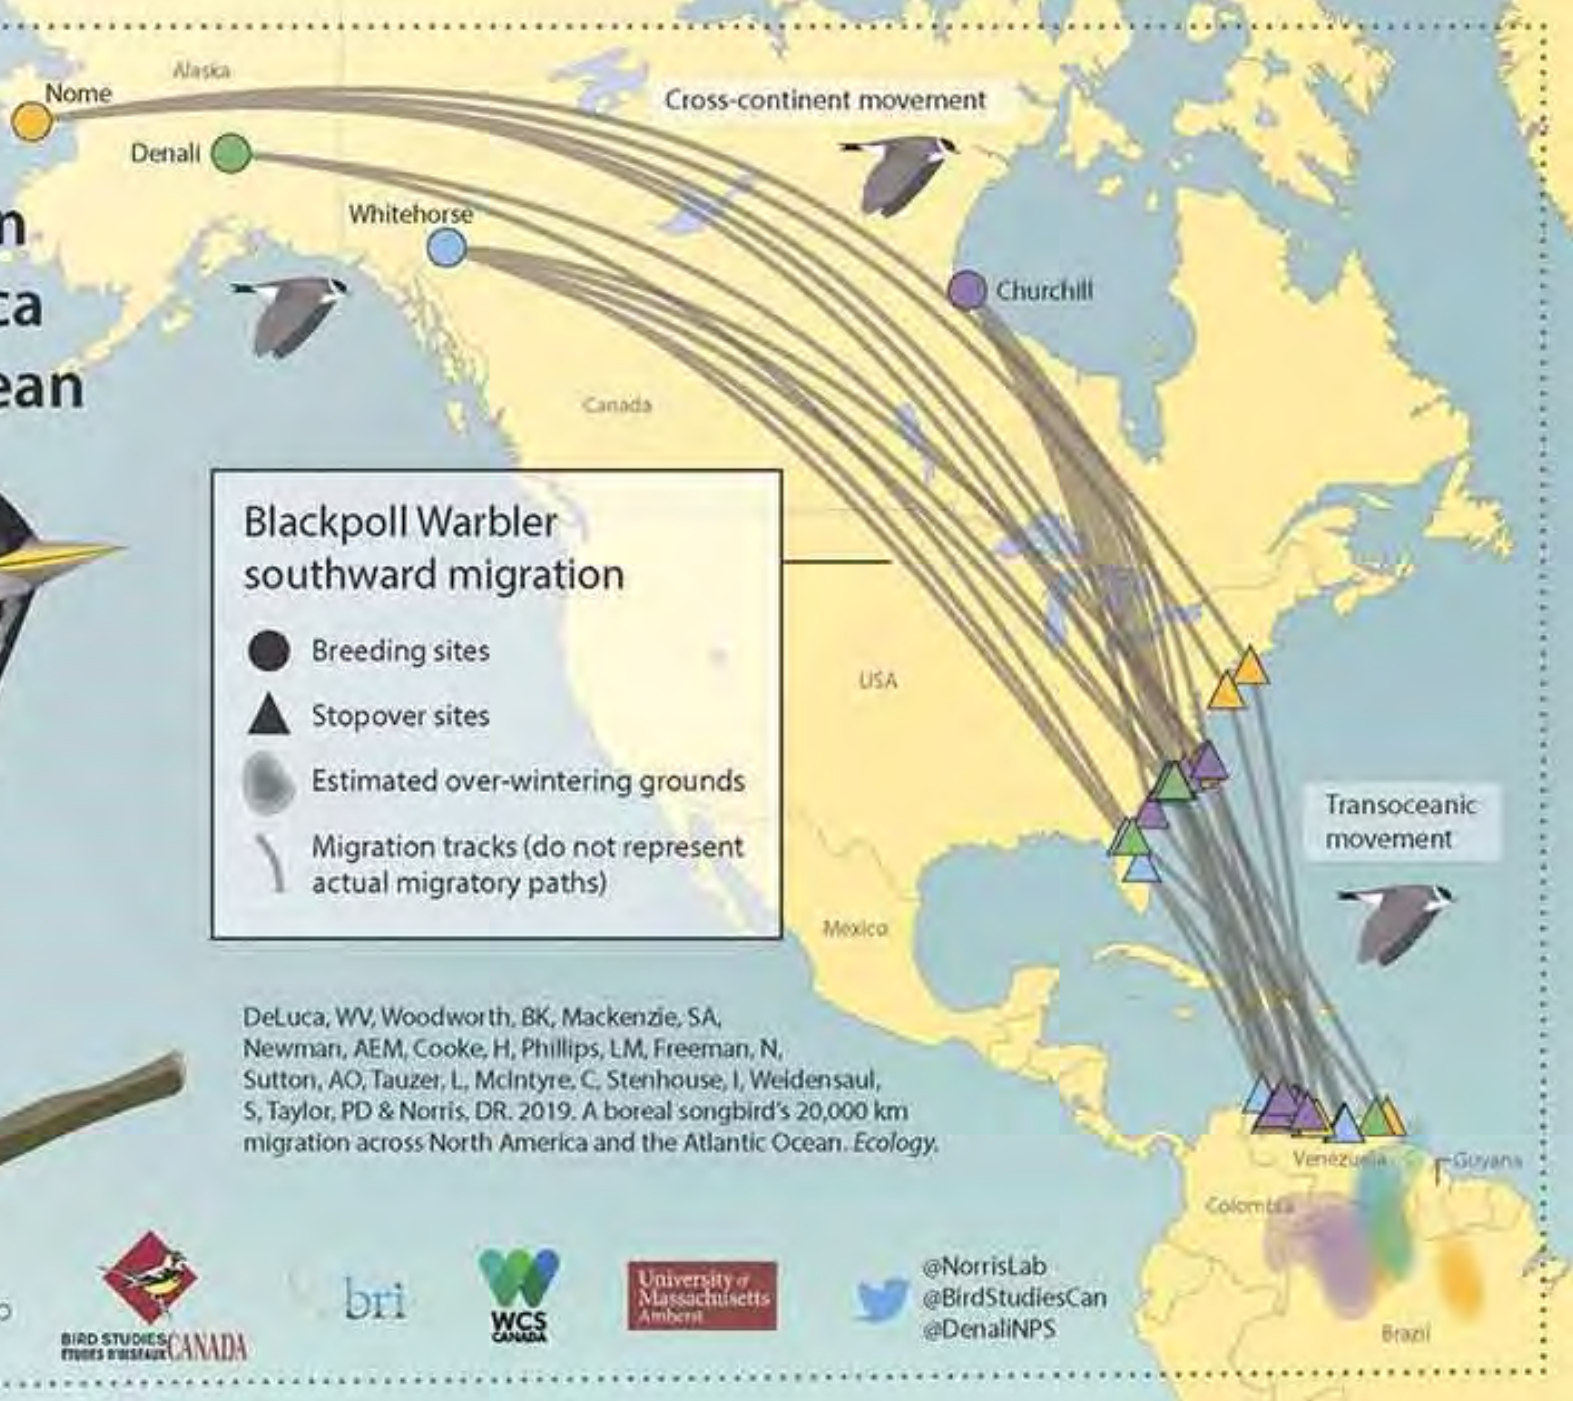 Alaska
Nome
Cross-continent movement
Denali
Whitehorse
Churchill
Canada
ean
Blackpoll Warbler
southward migration
Breeding sites
Stopover sites
Estimated over-wintering grounds
Migration tracks (do not represent
actual migratory paths)
USA
Transoceanic
movement
Mexico
DeLuca, WV, Woodworth, BK, Mackenzie, SA,
Newman, AEM, Cooke, H, Phillips, LM, Freeman, N,
Sutton, AO, Tauzer, L, McIntyre, C, Stenhouse, I, Weidensaul,
S, Taylor, PD & Norris, DR. 2019. A boreal songbird's 20,000 km
migration across North America and the Atlantic Ocean. Ecology.
Venezuela
Guyana
Colombia
Brazil
BIRD STUDIES
ÉTUDES D'OISEAUX CANADA
bri
WCS
CANADA
University of
Massachusetts
Amherst
@NorrisLab
@BirdStudiesCan
@DenaliNPS